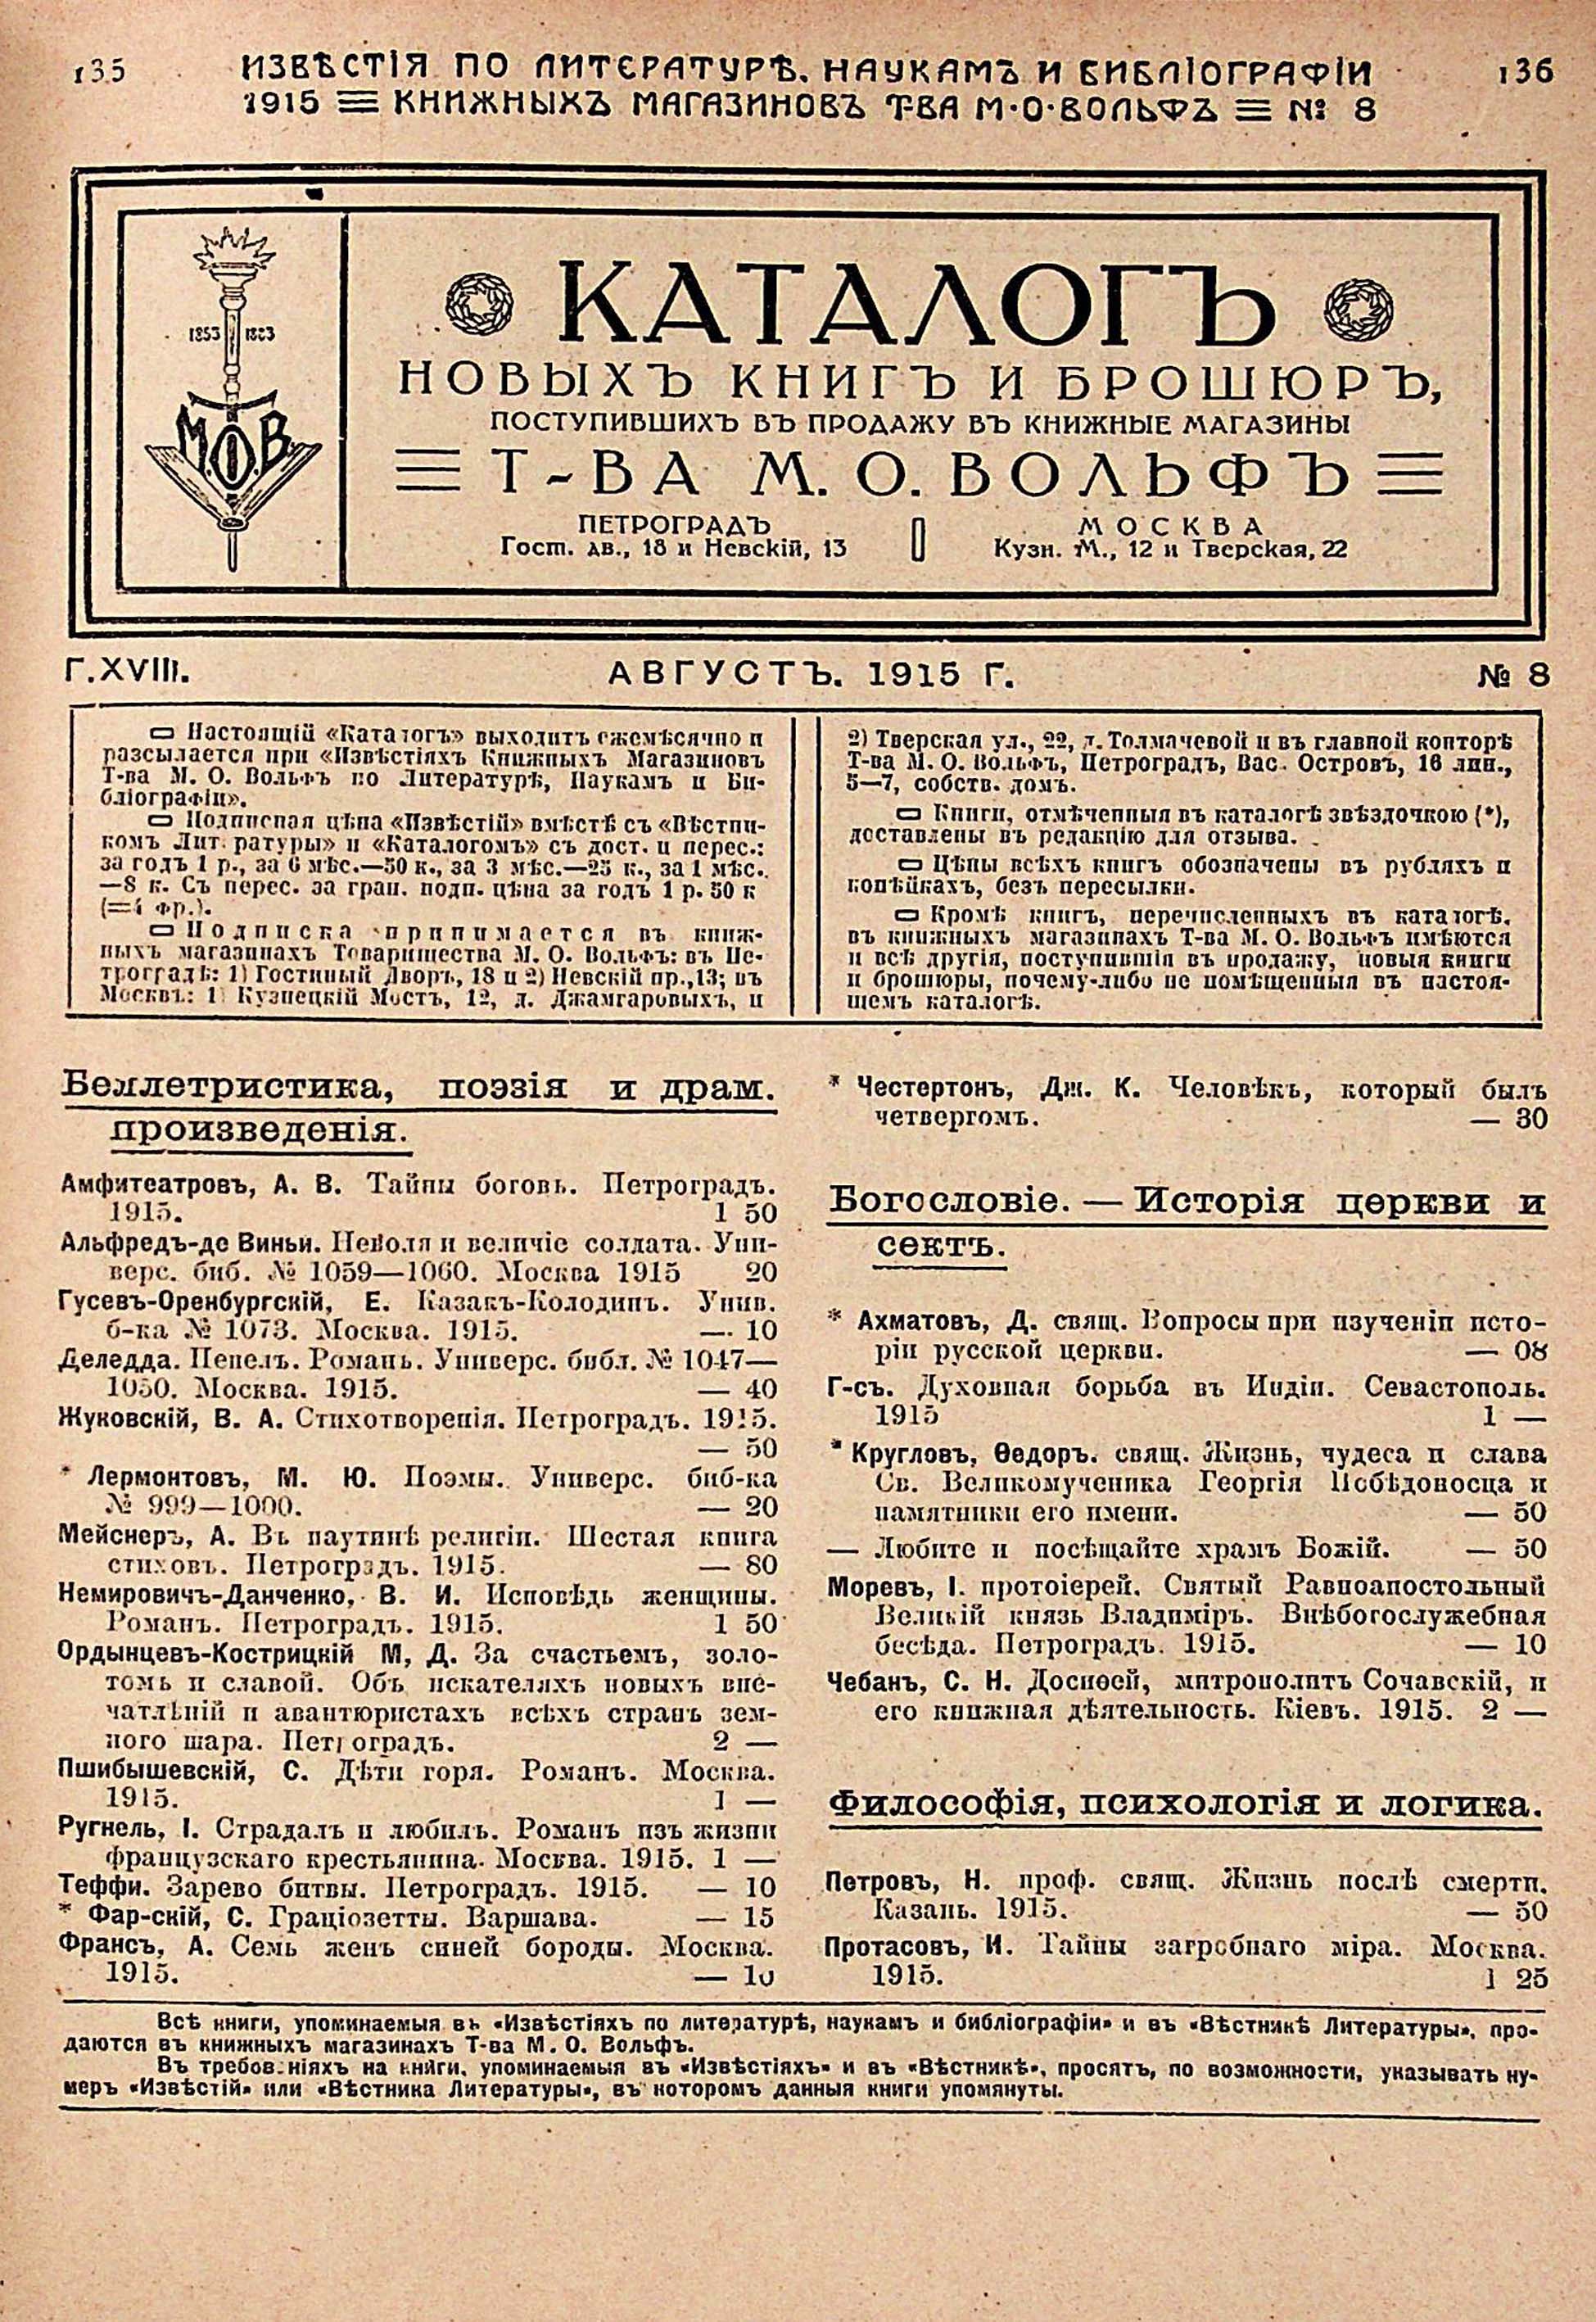 135
ИЗВѢСТІЯ ПО ЛИТЕРАТУРѢ. НАУКАМЪ И БИБЛІОГРАФІИ
136
1915 КНИЖНЫХЪ МАГАЗИНОВЪ Т-ВА М·О·ВОЛЬФЪ № 8
1853 1883
М.О.В.
КАТАЛОГЪ
НОВЫХЪ КНИГЪ И БРОШЮРЪ,
ПОСТУПИВШИХЪ ВЪ ПРОДАЖУ ВЪ КНИЖНЫЕ МАГАЗИНЫ
Т-ВА М. О. ВОЛЬФЪ
ПЕТРОГРАДЪ
Гост. дв., 18 и Невскій, 13
МОСКВА
Кузн. М., 12 и Тверская, 22
Г. XVIII.
АВГУСТЪ. 1915 Г.
№ 8
Настоящій «Каталогъ» выходитъ ежемѣсячно и
разсылается при «Извѣстіяхъ Книжныхъ Магазиновъ
Т-ва М. О. Вольфъ по Литературѣ, Наукамъ и Би-
бліографіи».
Подписная цѣна «Извѣстій» вмѣстѣ съ «Вѣстни-
комъ Лит ратуры» и «Каталогомъ» съ дост. и перес.:
за годъ 1 р., за 6 мѣс.—50 к., за 3 мѣс.—25 к., за 1 мѣс.
—8 к. Съ перес. за гран. подп. цѣна за годъ 1 р. 50 к
(=4 фр.).
Подписка принимается въ книж-
ныхъ магазинахъ Товарищества М. О. Вольфъ: въ Пе-
троградѣ: 1) Гостиный Дворъ, 18 и 2) Невскій пр., 13; въ
Москвѣ: 1) Кузнецкій Мостъ, 12, д. Джамгаровыхъ, и
2) Тверская ул., 22, д. Толмачевой и въ главной конторѣ
Т-ва М. О. Вольфъ, Петроградъ, Вас. Островъ, 16 лин.,
5—7, собств. домъ.
Книги, отмѣченныя въ каталогѣ звѣздочкою (*),
доставлены въ редакцію для отзыва.
Цѣны всѣхъ книгъ обозначены въ рубляхъ и
копѣйкахъ, безъ пересылки.
Кромѣ книгъ, перечисленныхъ въ каталогѣ,
въ книжныхъ магазинахъ Т-ва М. О. Вольфъ имѣются
и всѣ другія, поступившія въ продажу, новыя книги
и брошюры, почему-либо не помѣщенныя въ настоя-
щемъ каталогѣ.
Беллетристика, поэзія и драм.
произведенія.
Амфитеатровъ, А. В. Тайны боговъ. Петроградъ.
1915. 1 50
Альфредъ-де Виньи. Неволя и величіе солдата. Уни-
верс. биб. № 1059—1060. Москва 1915 20
Гусевъ-Оренбургскій, Е. Казакъ-Колодинъ. Унив.
б-ка № 1073. Москва. 1915. — 10
Деледда. Пепелъ. Романъ. Универс. библ. № 1047—
1050. Москва. 1915. — 40
Жуковскій, В. А. Стихотворенія. Петроградъ. 1915.
— 50
* Лермонтовъ, М. Ю. Поэмы. Универс. биб-ка
№ 999—1000. — 20
Мейснеръ, А. Въ паутинѣ религіи. Шестая книга
стиховъ. Петроградъ. 1915. — 80
Немировичъ-Данченко, В. И. Исповѣдь женщины.
Романъ. Петроградъ. 1915. 1 50
Ордынцевъ-Кострицкій М, Д. За счастьемъ, золо-
томъ и славой. Объ искателяхъ новыхъ впе-
чатлѣній и авантюристахъ всѣхъ странъ зем-
ного шара. Петроградъ. 2 —
Пшибышевскій, С. Дѣти горя. Романъ. Москва.
1915. 1 —
Ругнель, І. Страдалъ и любилъ. Романъ изъ жизни
французскаго крестьянина. Москва. 1915. 1 —
Теффи. Зарево битвы. Петроградъ. 1915. — 10
* Фар-скій, С. Граціозетты. Варшава. — 15
Франсъ, А. Семь женъ синей бороды. Москва.
1915. — 10
* Честертонъ, Дж. К. Человѣкъ, который былъ
четвергомъ. — 30
Богословіе. — Исторія церкви и
сектъ.
* Ахматовъ, Д. свящ. Вопросы при изученіи исто-
ріи русской церкви. — 08
Г-съ. Духовная борьба въ Индіи. Севастополь.
1915 1 —
* Кругловъ, Ѳедоръ. свящ. Жизнь, чудеса и слава
Св. Великомученика Георгія Побѣдоносца и
памятники его имени. — 50
— Любите и посѣщайте храмъ Божій. — 50
Моревъ, І. протоіерей. Святый Равноапостольный
Великій князь Владиміръ. Внѣбогослужебная
бесѣда. Петроградъ. 1915. — 10
Чебанъ, С. Н. Досиѳей, митрополитъ Сочавскій, и
его книжная дѣятельность. Кіевъ. 1915. 2 —
Философія, психологія и логика.
Петровъ, Н. проф. свящ. Жизнь послѣ смерти.
Казань. 1915. — 50
Протасовъ, И. Тайны загробнаго міра. Москва.
1915. 1 25
Всѣ книги, упоминаемыя въ «Извѣстіяхъ по литературѣ, наукамъ и библіографіи» и въ «Вѣстникѣ Литературы», про-
даются въ книжныхъ магазинахъ Т-ва М. О. Вольфъ.
Въ требов ніяхъ на книги, упоминаемыя въ «Извѣстіяхъ» и въ «Вѣстникѣ», просятъ, по возможности, указывать ну-
меръ «Извѣстій» или «Вѣстника Литературы», въ которомъ данныя книги упомянуты.